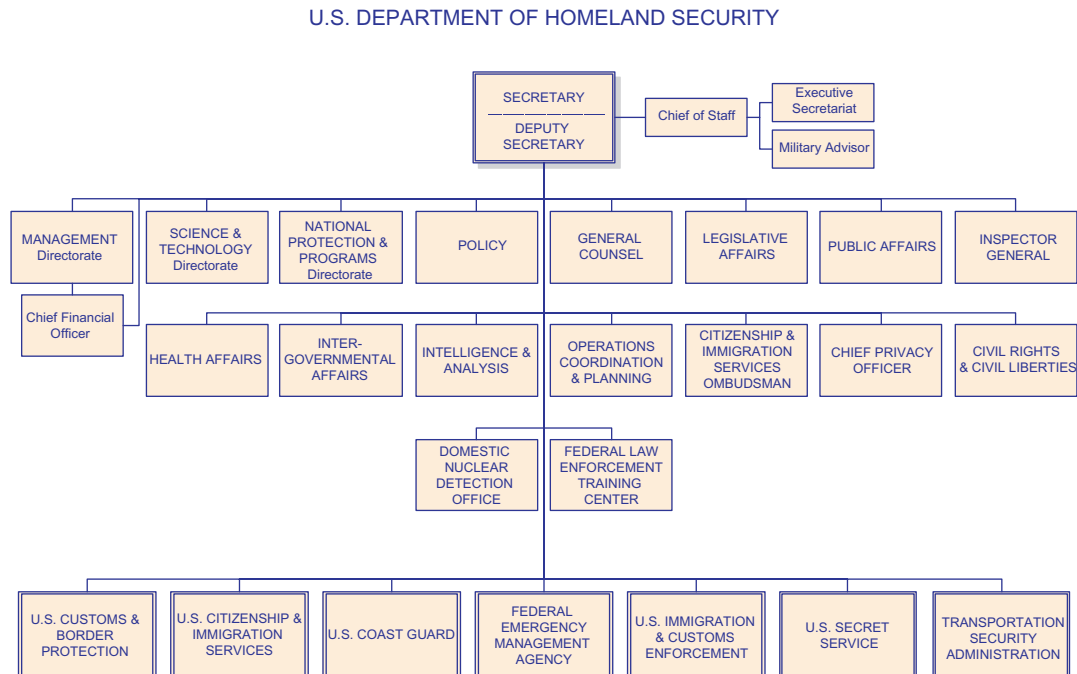 U.S. DEPARTMENT OF HOMELAND SECURITY
SECRETARY
DEPUTY
SECRETARY
Chief of Staff
Executive
Secretariat
Military Advisor
MANAGEMENT
Directorate
SCIENCE &
TECHNOLOGY
Directorate
NATIONAL
PROTECTION &
PROGRAMS
Directorate
POLICY
GENERAL
COUNSEL
LEGISLATIVE
AFFAIRS
PUBLIC AFFAIRS
INSPECTOR
GENERAL
Chief Financial
Officer
HEALTH AFFAIRS
INTER-
GOVERNMENTAL
AFFAIRS
INTELLIGENCE &
ANALYSIS
OPERATIONS
COORDINATION
& PLANNING
CITIZENSHIP &
IMMIGRATION
SERVICES
OMBUDSMAN
CHIEF PRIVACY
OFFICER
CIVIL RIGHTS
& CIVIL LIBERTIES
DOMESTIC
NUCLEAR
DETECTION
OFFICE
FEDERAL LAW
ENFORCEMENT
TRAINING
CENTER
U.S. CUSTOMS &
BORDER
PROTECTION
U.S. CITIZENSHIP &
IMMIGRATION
SERVICES
U.S. COAST GUARD
FEDERAL
EMERGENCY
MANAGEMENT
AGENCY
U.S. IMMIGRATION
& CUSTOMS
ENFORCEMENT
U.S. SECRET
SERVICE
TRANSPORTATION
SECURITY
ADMINISTRATION